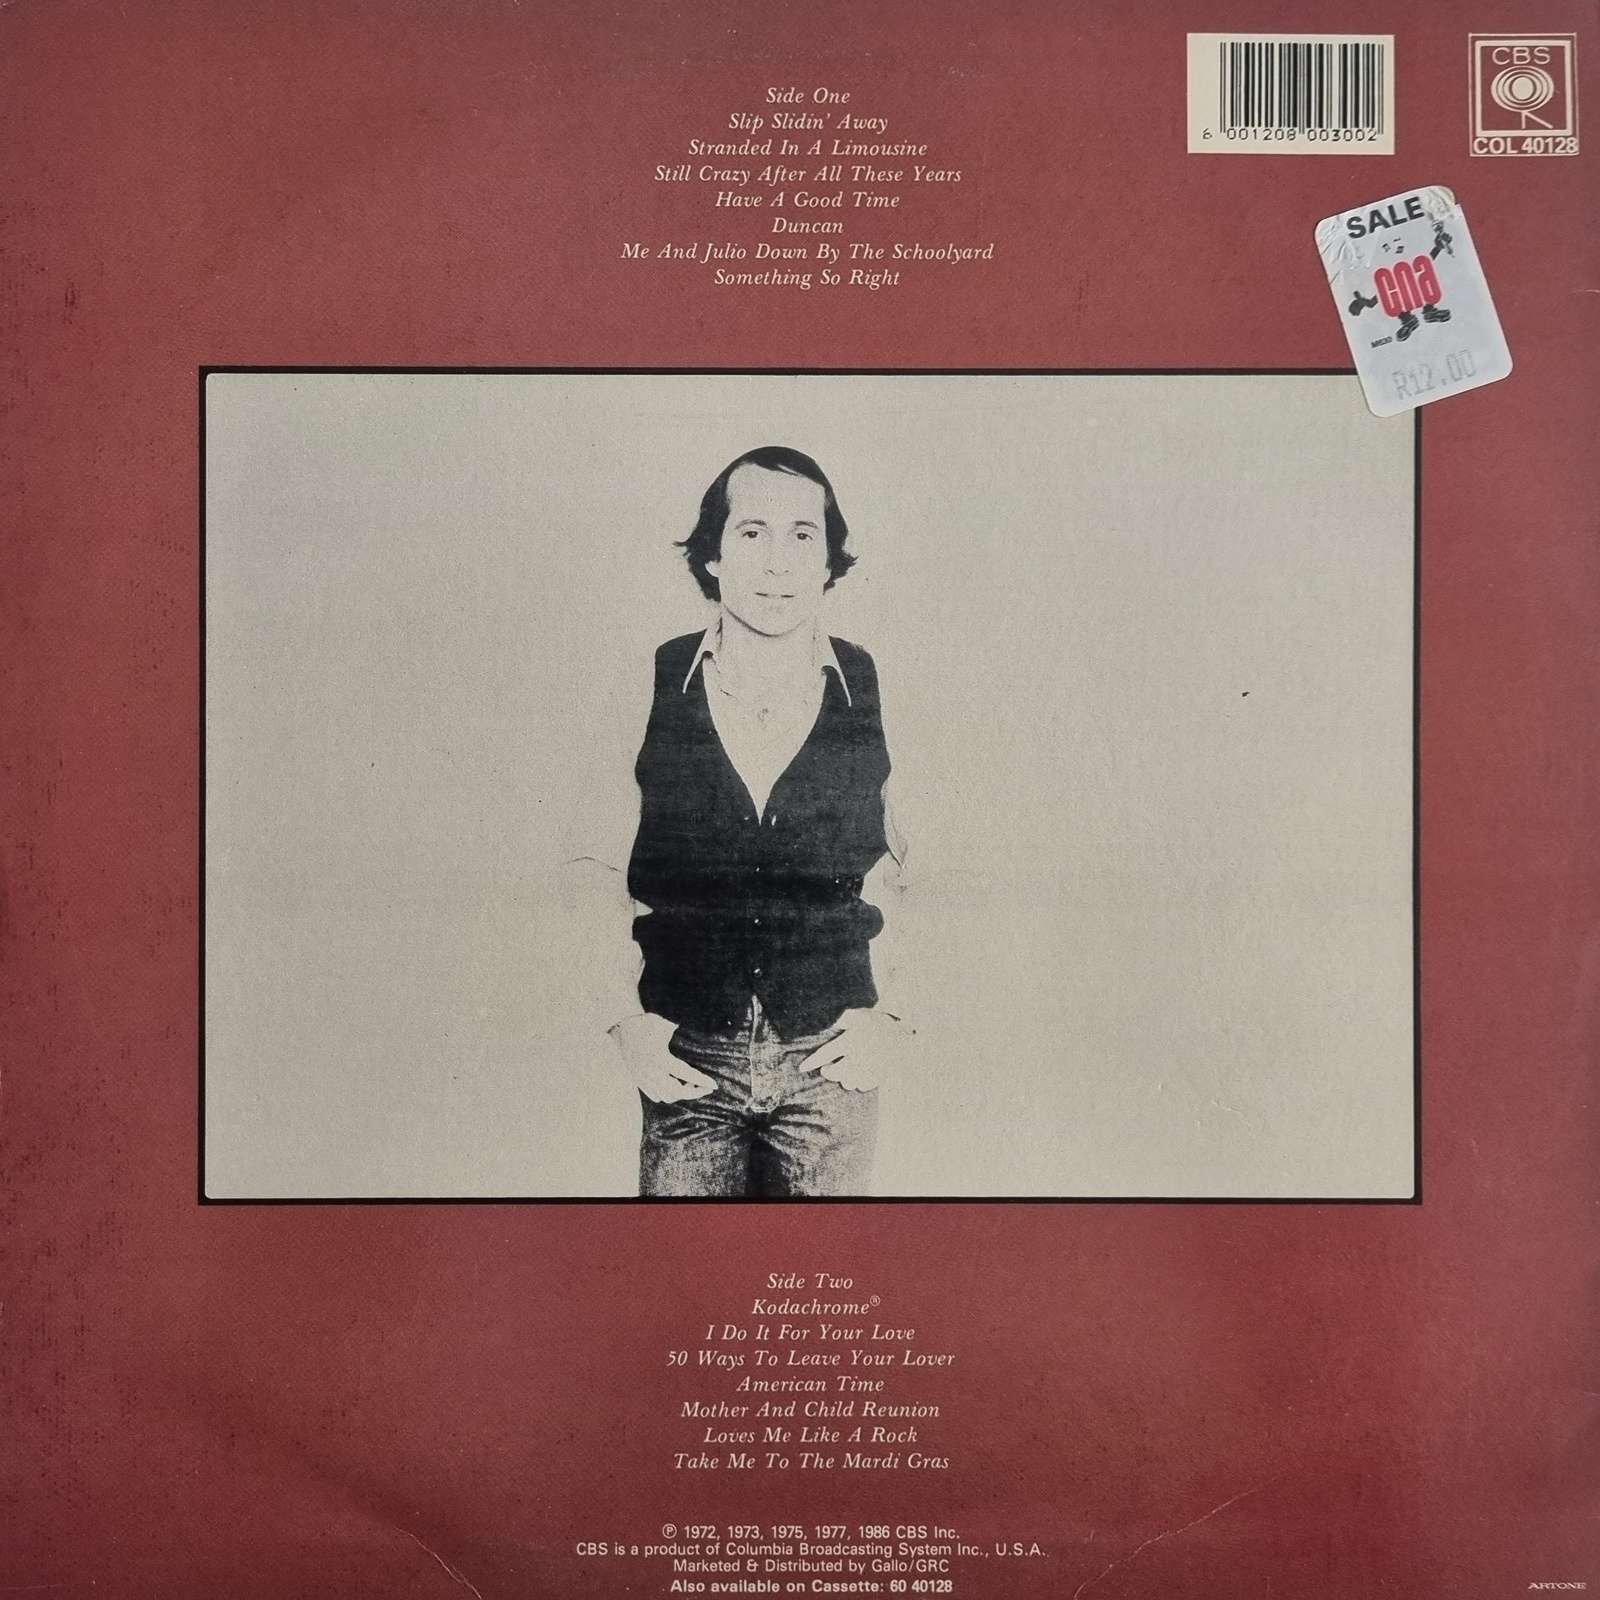 Side One
Slip Slidin' Away
Stranded In A Limousine
Still Crazy After All These Years
Have A Good Time
Duncan
Me And Julio Down By The Schoolyard
Something So Right
6 001208 003002
CBS
COL 40128
SALE
cna
R12.00
Side Two
Kodachrome®
I Do It For Your Love
50 Ways To Leave Your Lover
American Time
Mother And Child Reunion
Loves Me Like A Rock
Take Me To The Mardi Gras
℗ 1972, 1973, 1975, 1977, 1986 CBS Inc.
CBS is a product of Columbia Broadcasting System Inc., U.S.A.
Marketed & Distributed by Gallo/GRC
Also available on Cassette: 60 40128
ARTONE